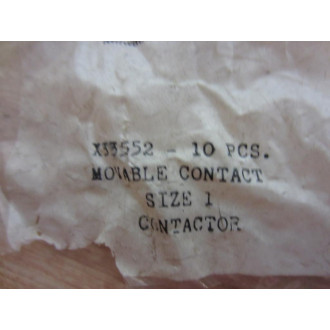 X33552 - 10 PCS.
MOVABLE CONTACT
SIZE 1
CONTACTOR